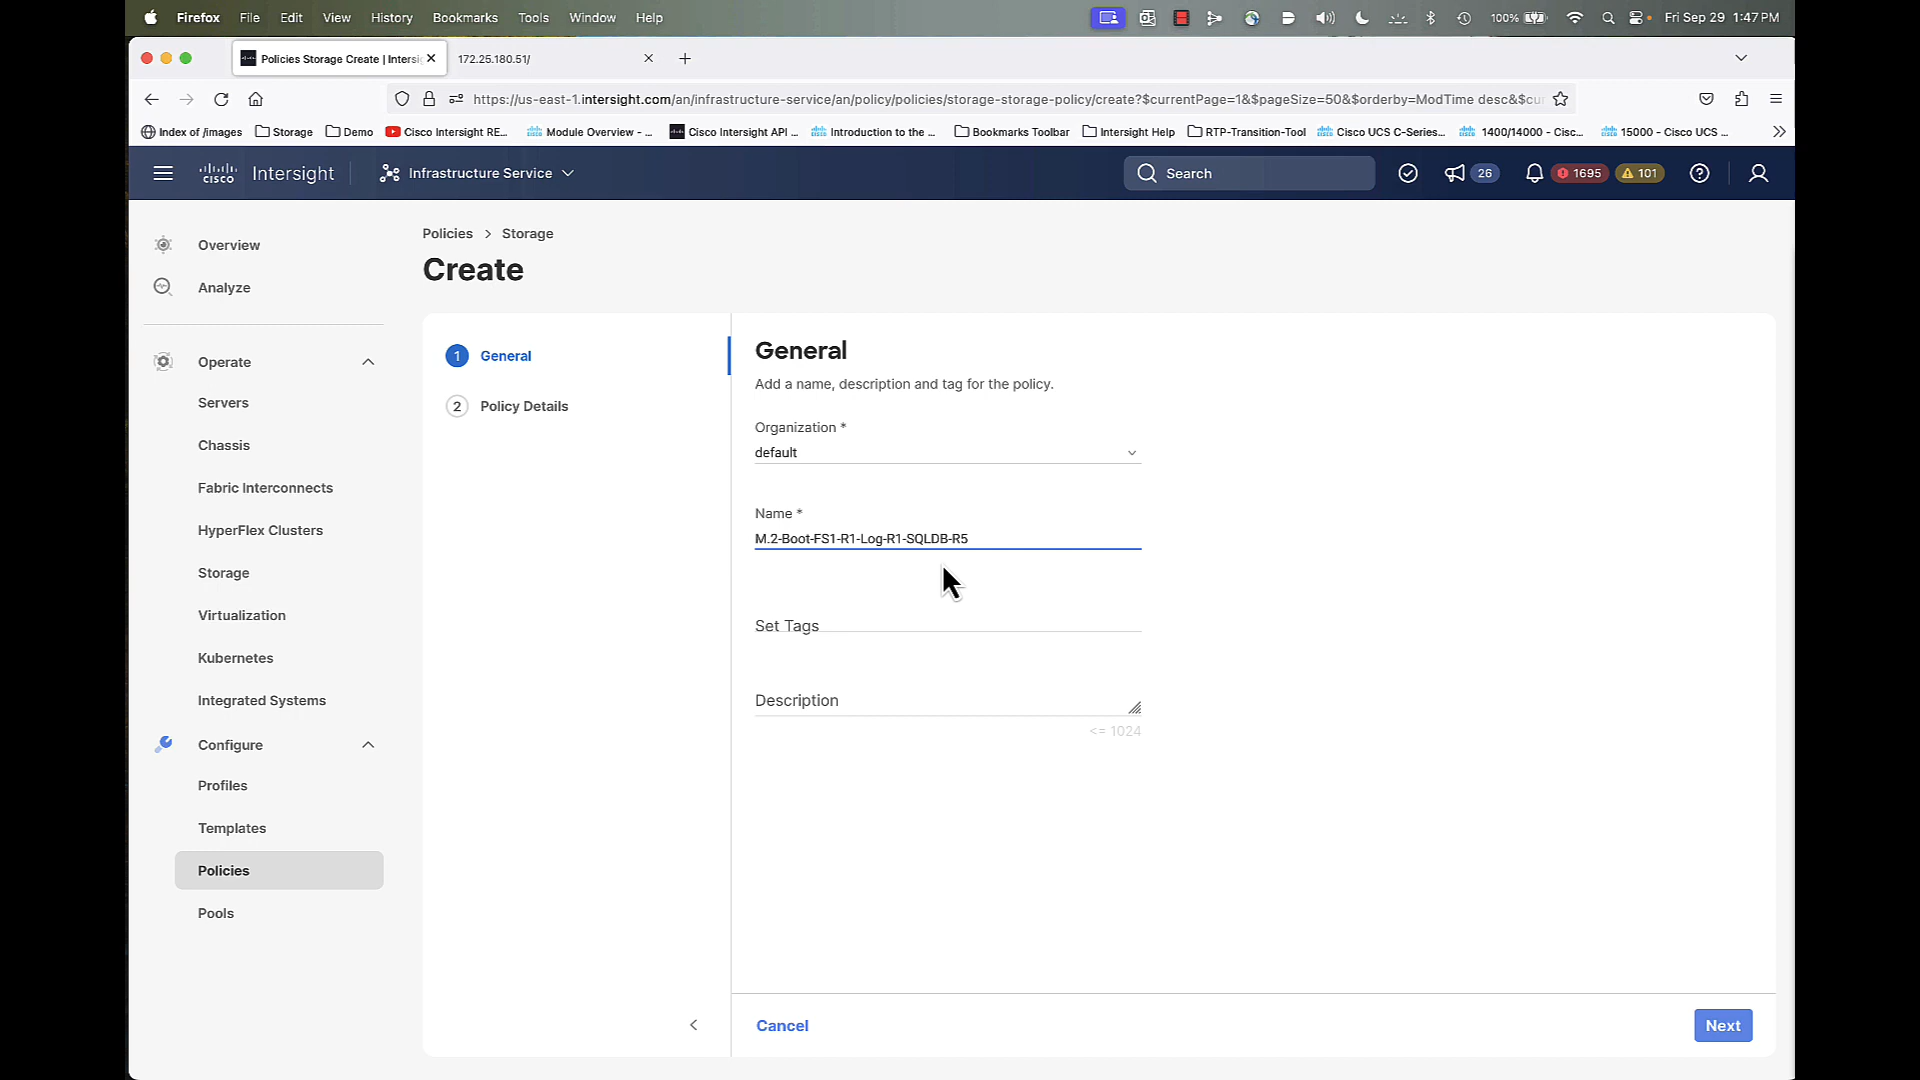 Firefox File Edit View History Bookmarks Tools Window Help 100% Fri Sep 29 1:47 PM
Policies Storage Create | Intersi 172.25.180.51/
https://us-east-1.intersight.com/an/infrastructure-service/an/policy/policies/storage-storage-policy/create?$currentPage=1&$pageSize=50&$orderby=ModTime desc&$cu
Index of /images Storage Demo Cisco Intersight RE... Module Overview - ... Cisco Intersight API ... Introduction to the ... Bookmarks Toolbar Intersight Help RTP-Transition-Tool Cisco UCS C-Series... 1400/14000 - Cisc... 15000 - Cisco UCS ...
cisco Intersight Infrastructure Service Search 26 1695 101
Overview
Analyze
Operate
Servers
Chassis
Fabric Interconnects
HyperFlex Clusters
Storage
Virtualization
Kubernetes
Integrated Systems
Configure
Profiles
Templates
Policies
Pools
Policies > Storage
Create
1 General
2 Policy Details
General
Add a name, description and tag for the policy.
Organization *
default
Name *
M.2-Boot-FS1-R1-Log-R1-SQLDB-R5
Set Tags
Description
<= 1024
Cancel Next